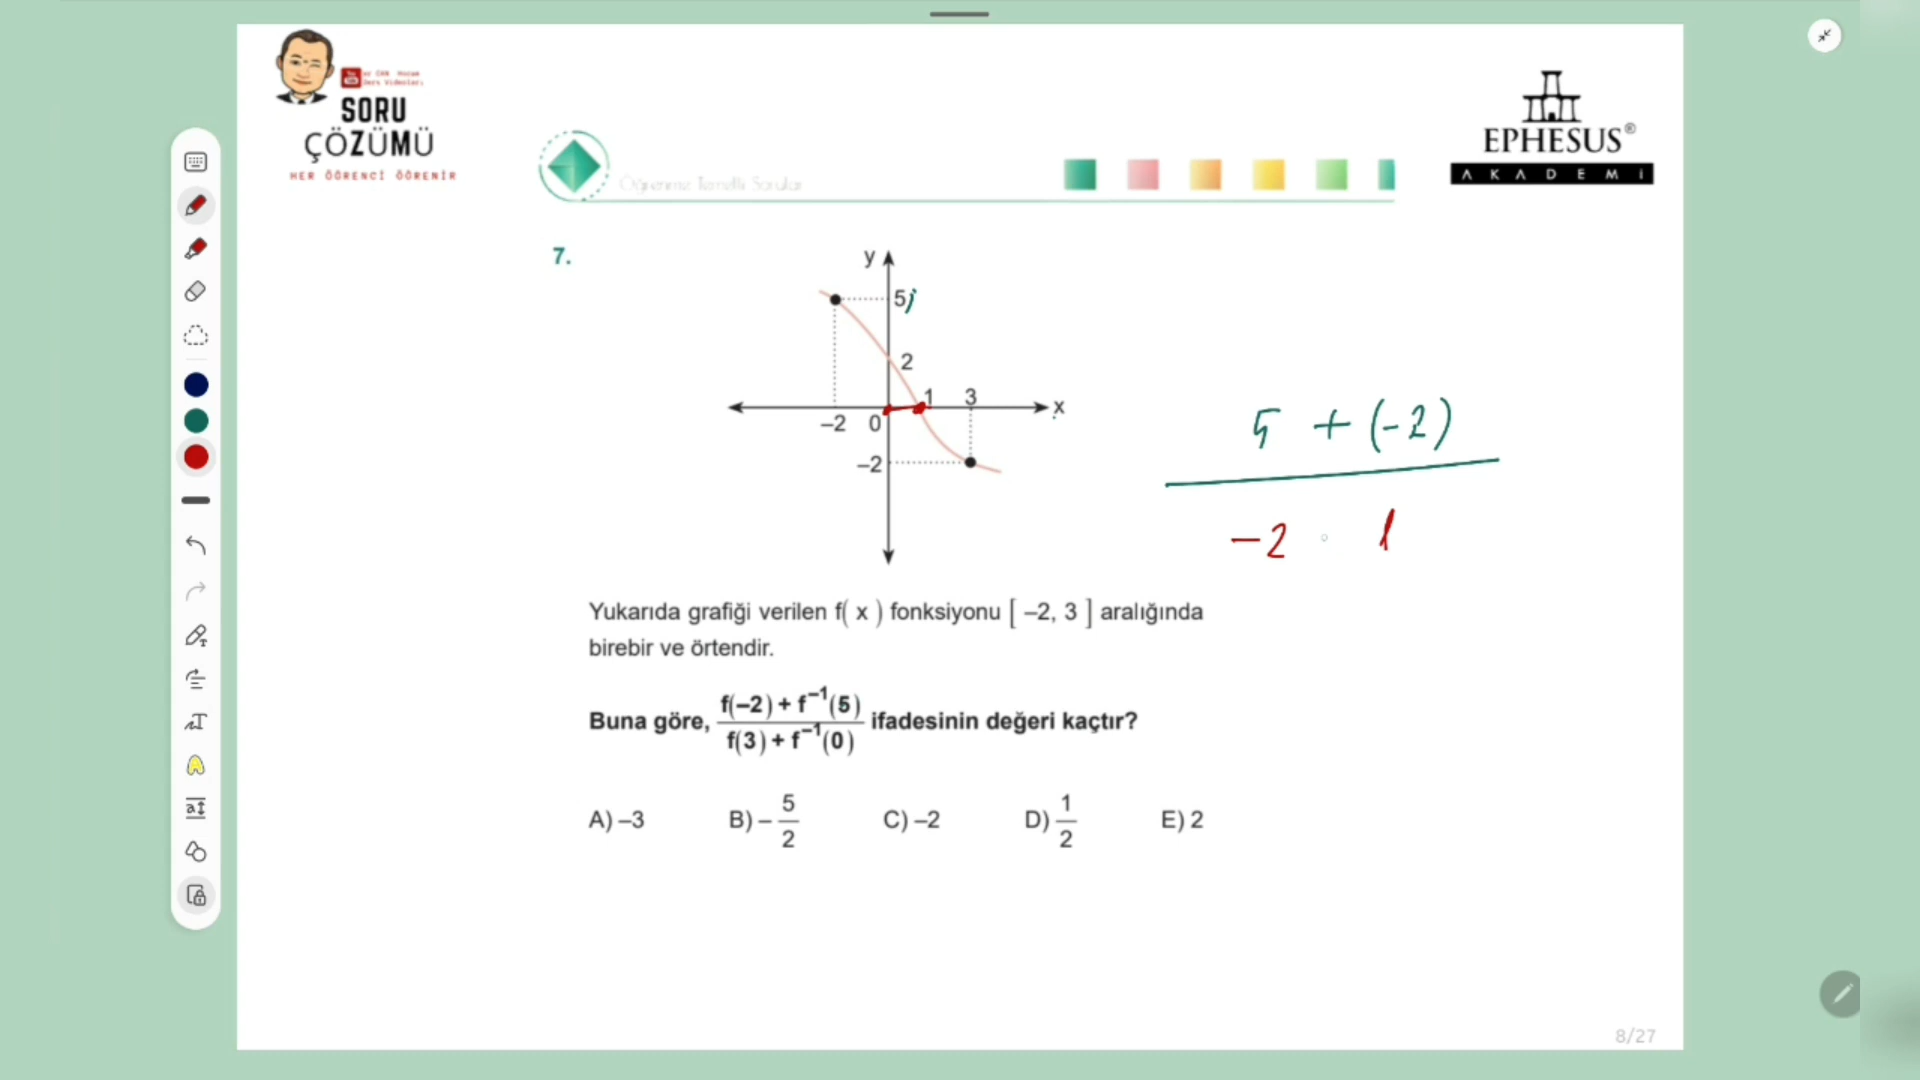 SORU
ÇÖZÜMÜ
HER ÖĞRENCİ ÖĞRENİR
EPHESUS®
AKADEMİ
7.
y
5
2
1 3
x
–2 0
–2
5 + (-2)
-2 1
Yukarıda grafiği verilen f( x ) fonksiyonu [ –2, 3 ] aralığında
birebir ve örtendir.
f(–2) + f⁻¹(5)
Buna göre, ifadesinin değeri kaçtır?
f(3) + f⁻¹(0)
A) –3 B) – 5/2 C) –2 D) 1/2 E) 2
8/27